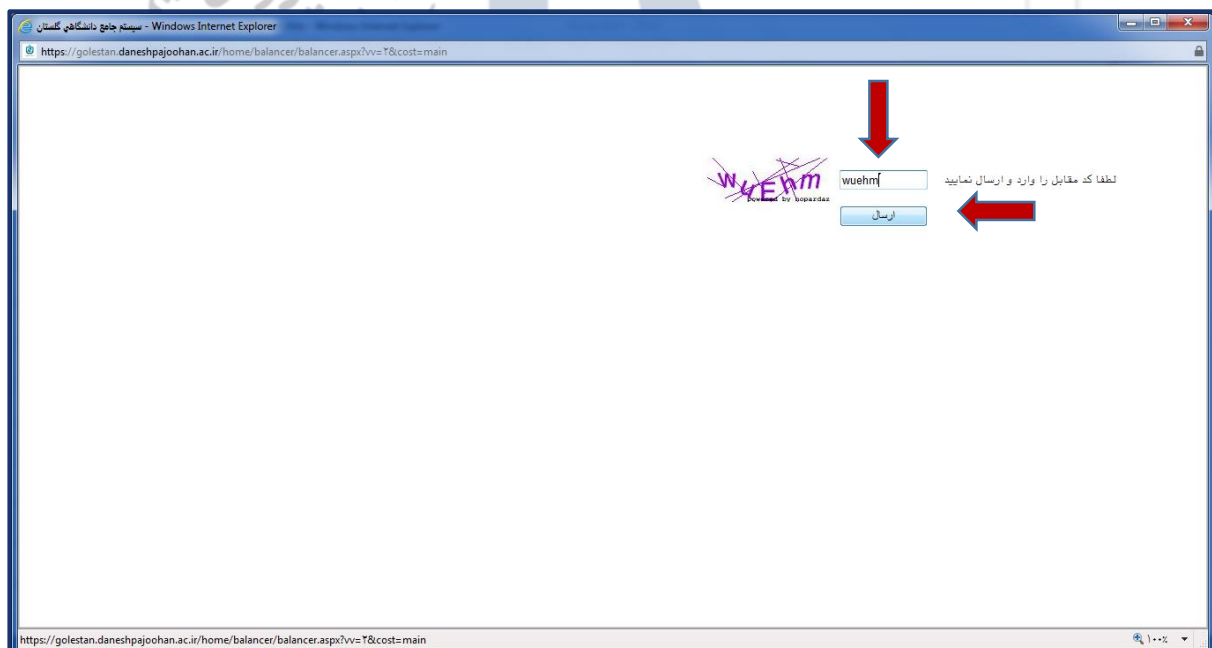 سیستم جامع دانشگاهی گلستان - Windows Internet Explorer
https://golestan.daneshpajoohan.ac.ir/home/balancer/balancer.aspx?vv=۲&cost=main
لطفا کد مقابل را وارد و ارسال نمایید
wuehm
wuEhm
powered by nopardaz
ارسال
https://golestan.daneshpajoohan.ac.ir/home/balancer/balancer.aspx?vv=۲&cost=main
۱۰۰%